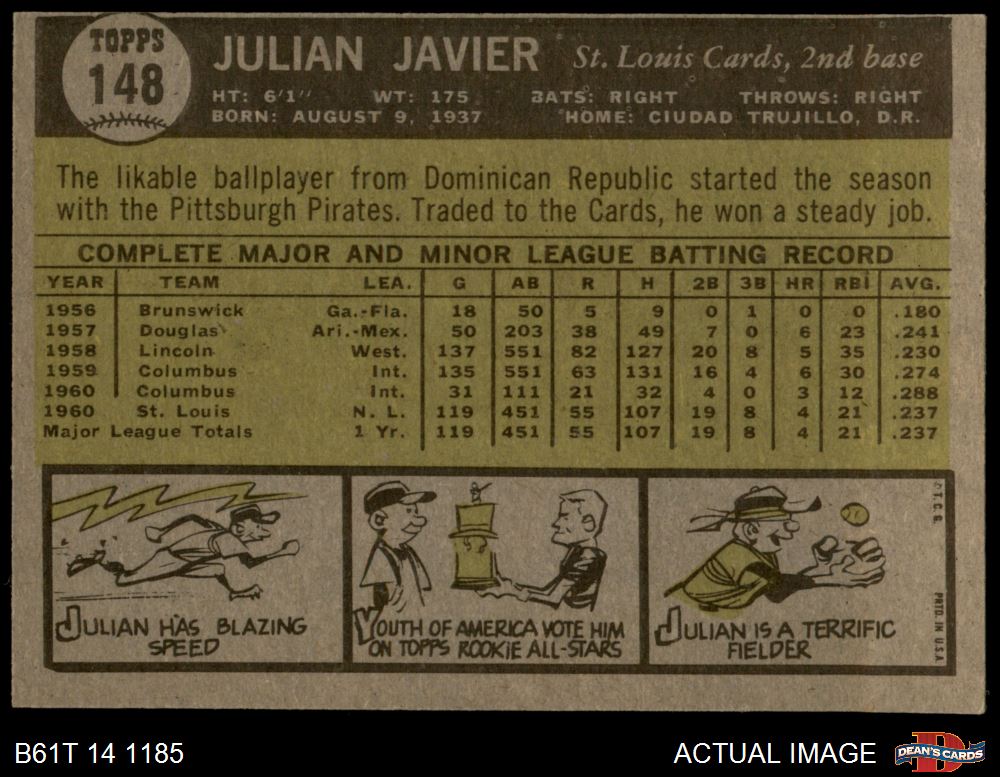 TOPPS
148
JULIAN JAVIER St. Louis Cards, 2nd base
HT: 6'1" WT: 175 BATS: RIGHT THROWS: RIGHT
BORN: AUGUST 9, 1937 HOME: CIUDAD TRUJILLO, D.R.
The likable ballplayer from Dominican Republic started the season
with the Pittsburgh Pirates. Traded to the Cards, he won a steady job.
COMPLETE MAJOR AND MINOR LEAGUE BATTING RECORD
YEAR TEAM LEA. G AB R H 2B 3B HR RBI AVG.
1956 Brunswick Ga.-Fla. 18 50 5 9 0 1 0 0 .180
1957 Douglas Ari.-Mex. 50 203 38 49 7 0 6 23 .241
1958 Lincoln West. 137 551 82 127 20 8 5 35 .230
1959 Columbus Int. 135 551 63 131 16 4 6 30 .274
1960 Columbus Int. 31 111 21 32 4 0 3 12 .288
1960 St. Louis N. L. 119 451 55 107 19 8 4 21 .237
Major League Totals 1 Yr. 119 451 55 107 19 8 4 21 .237
JULIAN HAS BLAZING
SPEED
YOUTH OF AMERICA VOTE HIM
ON TOPPS ROOKIE ALL-STARS
JULIAN IS A TERRIFIC
FIELDER
© T. C. G.
PRTD. IN U.S.A.
B61T 14 1185
ACTUAL IMAGE
D
DEAN'S CARDS